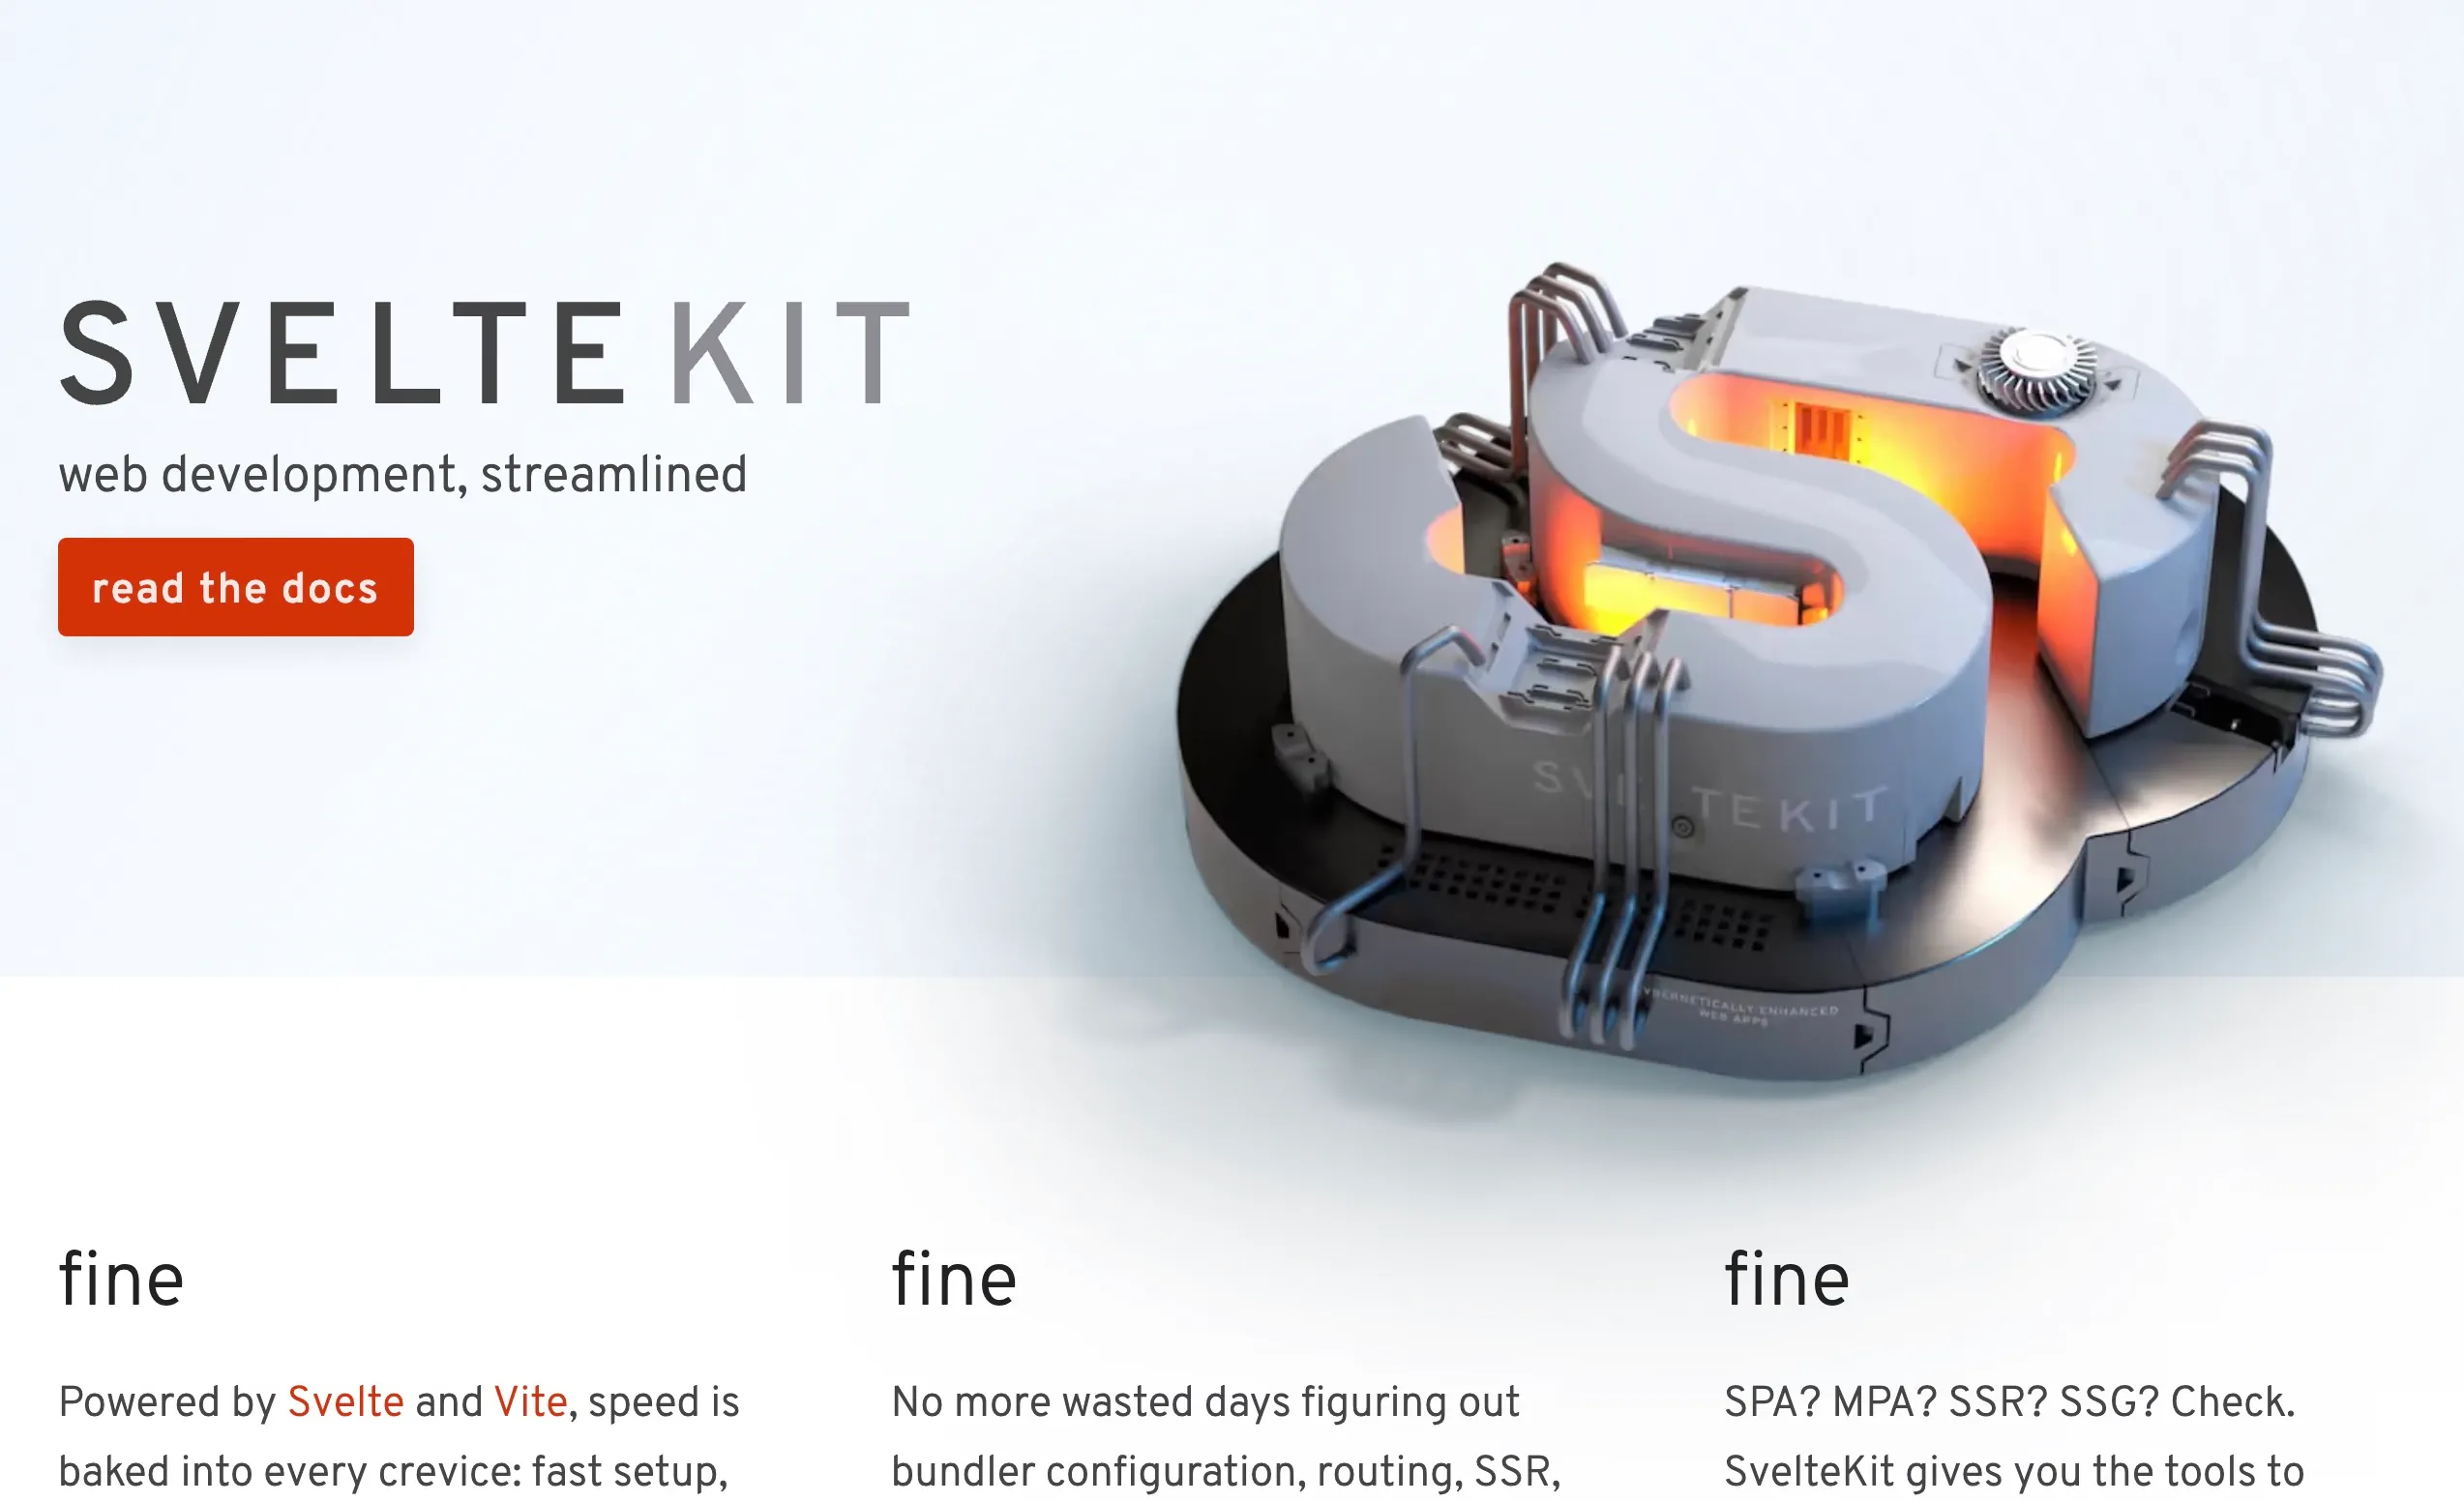 SVELTE KIT
web development, streamlined
read the docs
SVELTEKIT
CYBERNETICALLY ENHANCED
WEB APPS
fine
Powered by Svelte and Vite, speed is
baked into every crevice: fast setup,
fine
No more wasted days figuring out
bundler configuration, routing, SSR,
fine
SPA? MPA? SSR? SSG? Check.
SvelteKit gives you the tools to